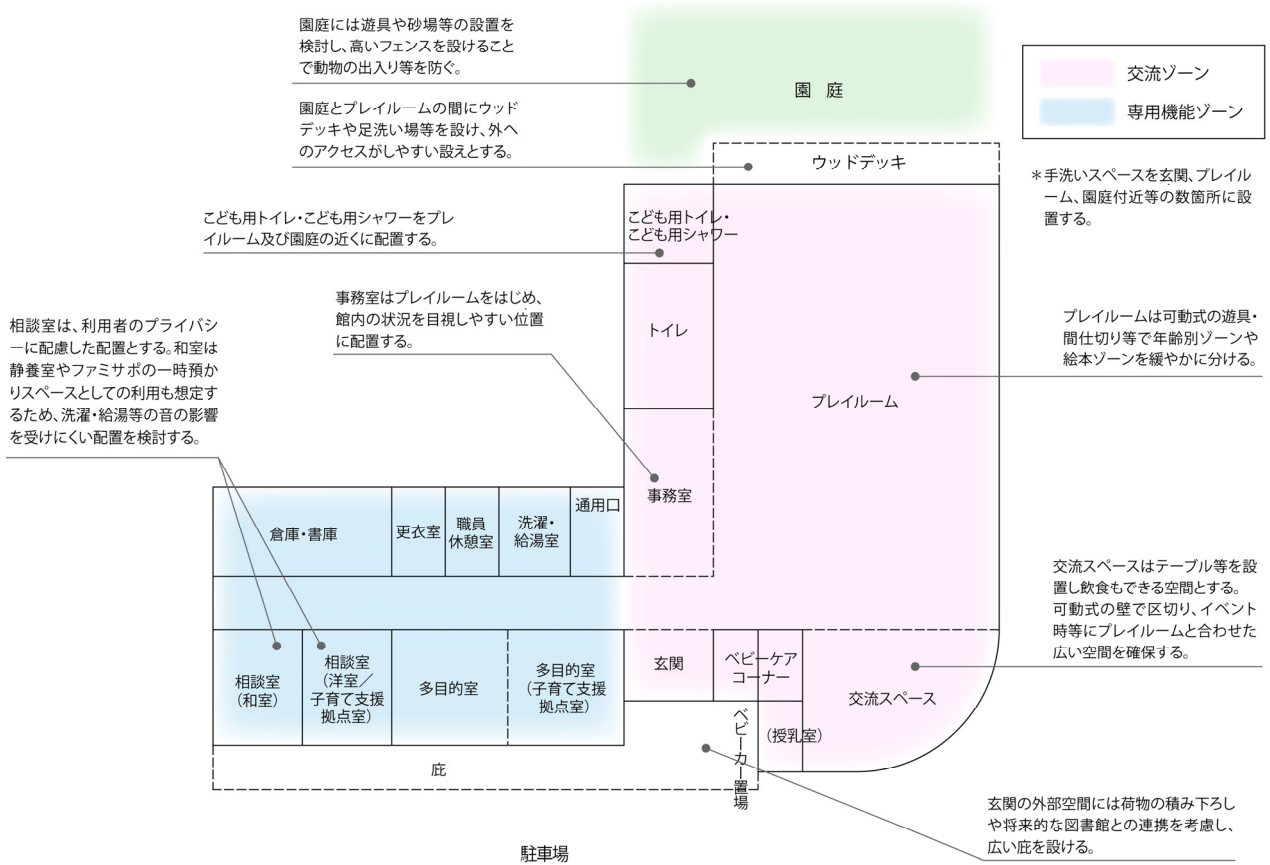 園庭には遊具や砂場等の設置を
検討し、高いフェンスを設けること
で動物の出入り等を防ぐ。
園庭とプレイルームの間にウッド
デッキや足洗い場等を設け、外へ
のアクセスがしやすい設えとする。
園 庭
交流ゾーン
専用機能ゾーン
ウッドデッキ
*手洗いスペースを玄関、プレイル
ーム、園庭付近等の数箇所に設
置する。
こども用トイレ・こども用シャワーをプレ
イルーム及び園庭の近くに配置する。
こども用トイレ・
こども用シャワー
事務室はプレイルームをはじめ、
館内の状況を目視しやすい位置
に配置する。
トイレ
プレイルームは可動式の遊具・
間仕切り等で年齢別ゾーンや
絵本ゾーンを緩やかに分ける。
相談室は、利用者のプライバシ
ーに配慮した配置とする。和室は
静養室やファミサポの一時預か
りスペースとしての利用も想定す
るため、洗濯・給湯等の音の影響
を受けにくい配置を検討する。
プレイルーム
事務室
倉庫・書庫
更衣室
職員
休憩室
洗濯・
給湯室
通用口
交流スペースはテーブル等を設
置し飲食もできる空間とする。
可動式の壁で区切り、イベント
時等にプレイルームと合わせた
広い空間を確保する。
相談室
(和室)
相談室
(洋室/
子育て支援
拠点室)
多目的室
多目的室
(子育て支援
拠点室)
玄関
ベビーケア
コーナー
(授乳室)
交流スペース
ベビーカー置場
庇
玄関の外部空間には荷物の積み下ろし
や将来的な図書館との連携を考慮し、
広い庇を設ける。
駐車場